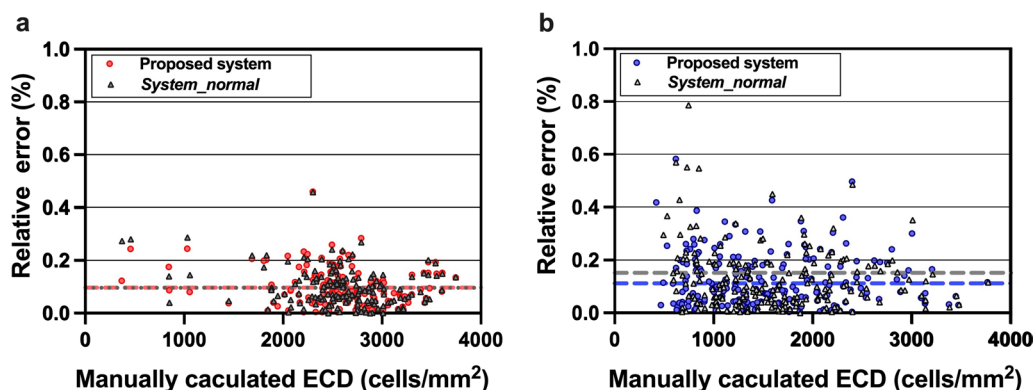 a
1.0
0.8
0.6
0.4
0.2
0.0
Relative error (%)
Proposed system
System_normal
0
1000
2000
3000
4000
Manually caculated ECD (cells/mm²)
b
1.0
0.8
0.6
0.4
0.2
0.0
Relative error (%)
Proposed system
System_normal
0
1000
2000
3000
4000
Manually caculated ECD (cells/mm²)